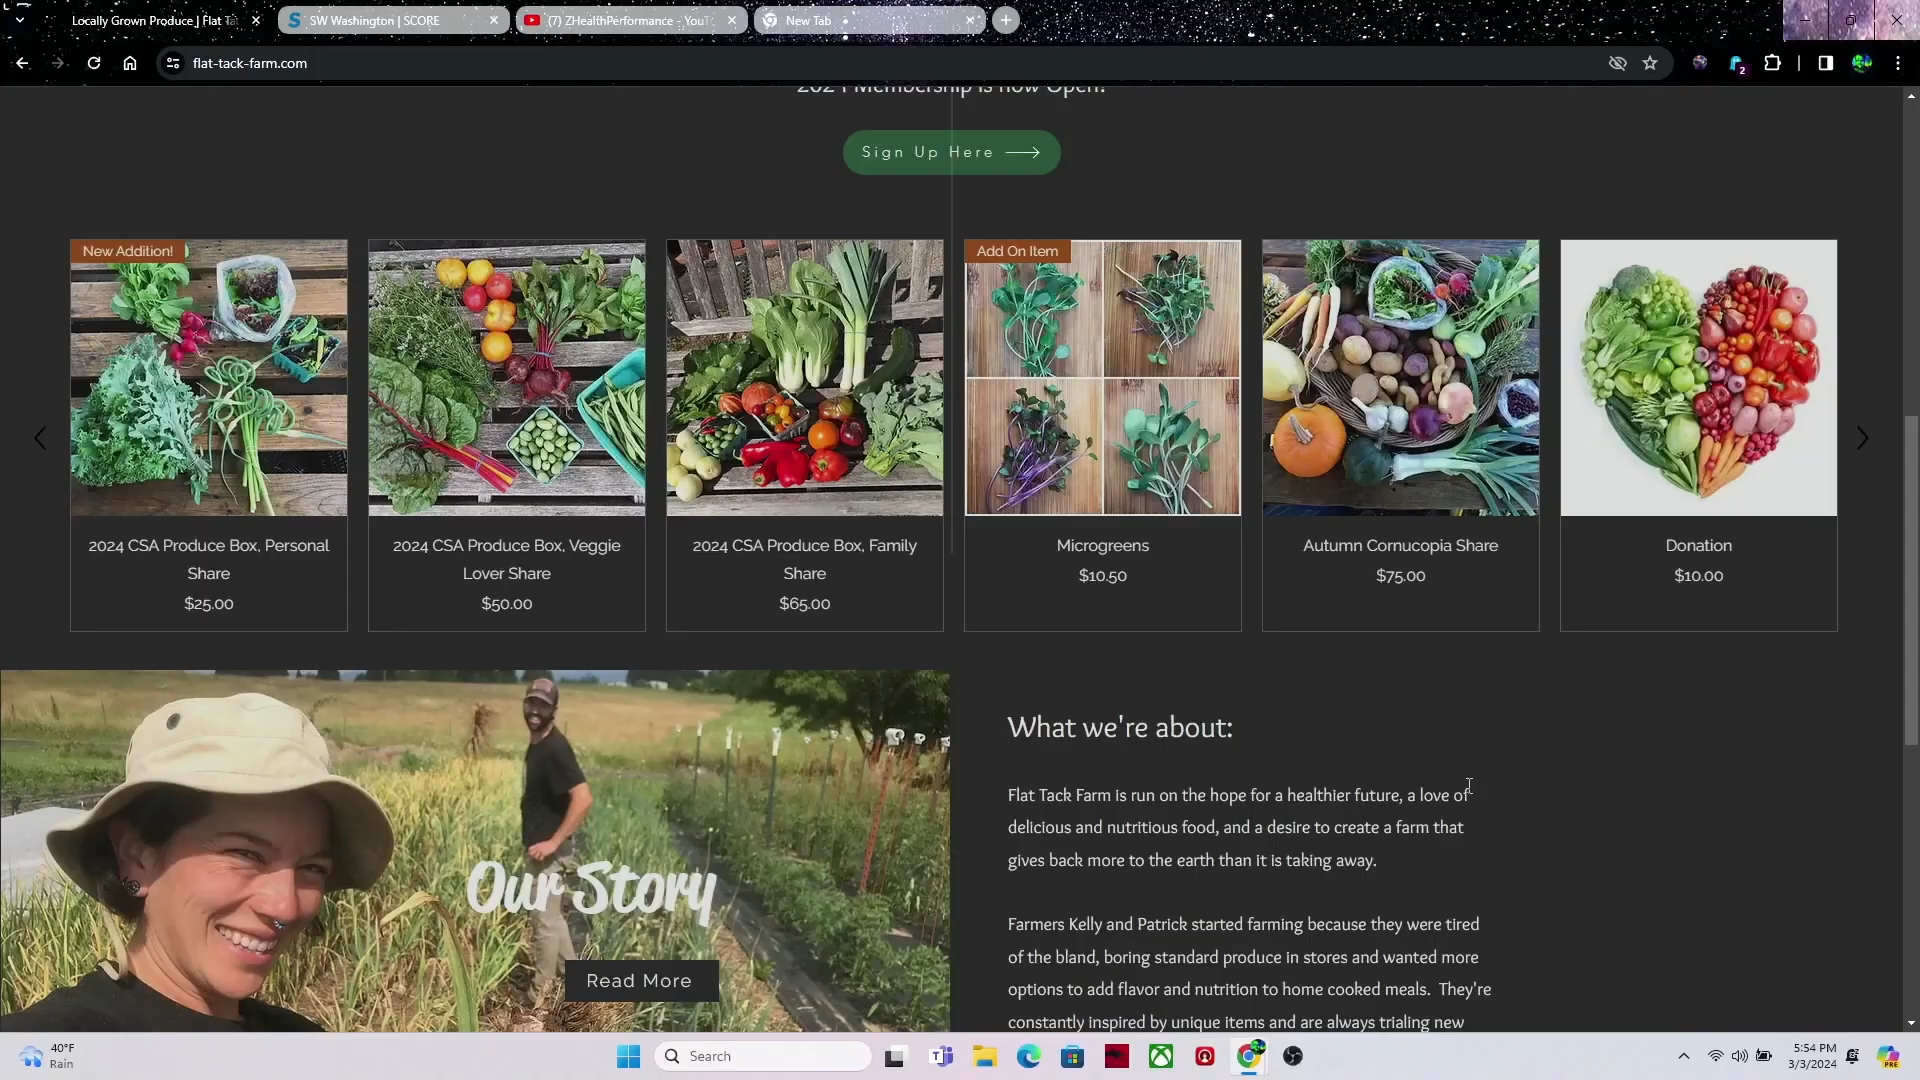 Locally Grown Produce | Flat Ta
SW Washington | SCORE
(7) ZHealthPerformance - YouTu
New Tab
flat-tack-farm.com
2
Membership is now Open!
Sign Up Here
New Addition!
Add On Item
2024 CSA Produce Box, Personal
Share
$25.00
2024 CSA Produce Box, Veggie
Lover Share
$50.00
2024 CSA Produce Box, Family
Share
$65.00
Microgreens
$10.50
Autumn Cornucopia Share
$75.00
Donation
$10.00
Our Story
Read More
What we're about:
Flat Tack Farm is run on the hope for a healthier future, a love of
delicious and nutritious food, and a desire to create a farm that
gives back more to the earth than it is taking away.
Farmers Kelly and Patrick started farming because they were tired
of the bland, boring standard produce in stores and wanted more
options to add flavor and nutrition to home cooked meals. They're
constantly inspired by unique items and are always trialing new
40°F
Rain
Search
5:54 PM
3/3/2024
PRE